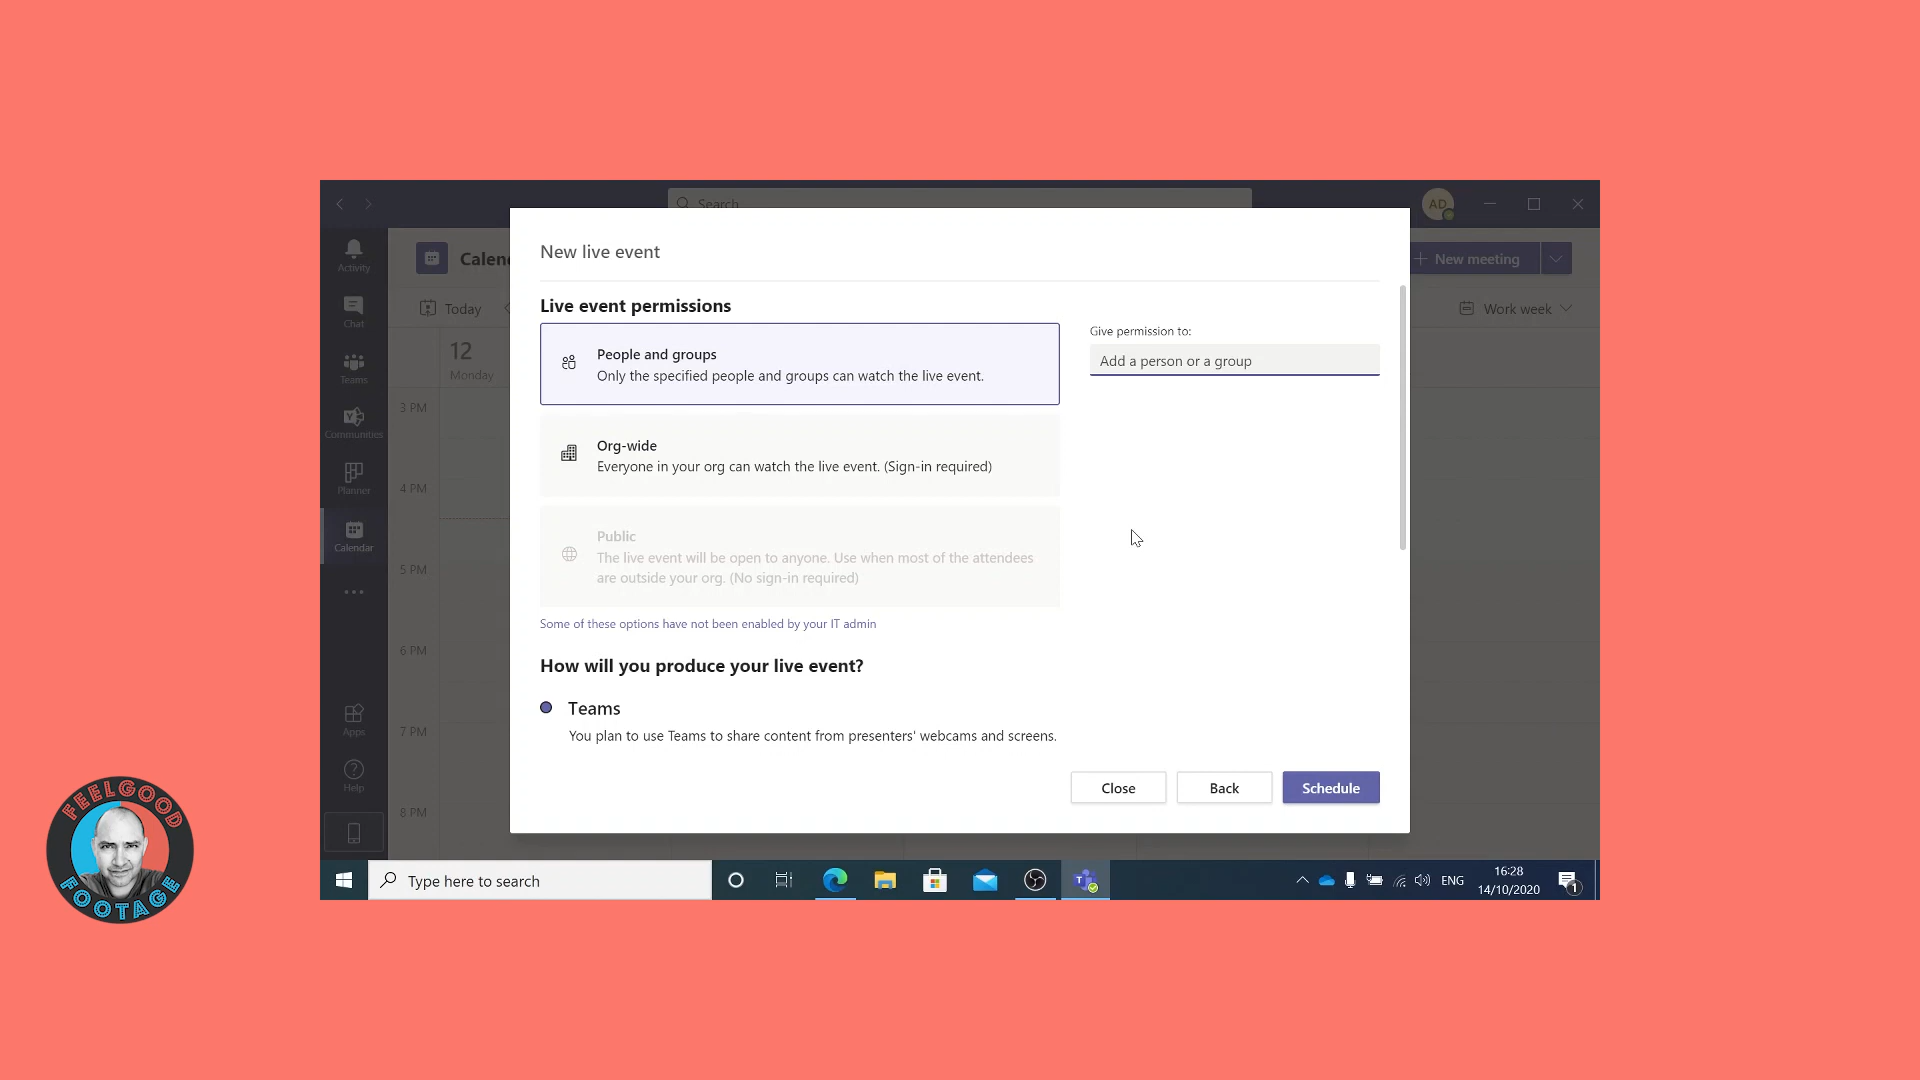 Search
AD
Activity
Calen
New meeting
Chat
Today
Work week
Teams
12
Monday
Communities
Planner
Calendar
Apps
Help
3 PM
4 PM
5 PM
6 PM
7 PM
8 PM
New live event
Live event permissions
People and groups
Only the specified people and groups can watch the live event.
Give permission to:
Add a person or a group
Org-wide
Everyone in your org can watch the live event. (Sign-in required)
Public
The live event will be open to anyone. Use when most of the attendees
are outside your org. (No sign-in required)
Some of these options have not been enabled by your IT admin
How will you produce your live event?
Teams
You plan to use Teams to share content from presenters' webcams and screens.
Close
Back
Schedule
Type here to search
ENG
16:28
14/10/2020
1
FEELGOOD
FOOTAGE